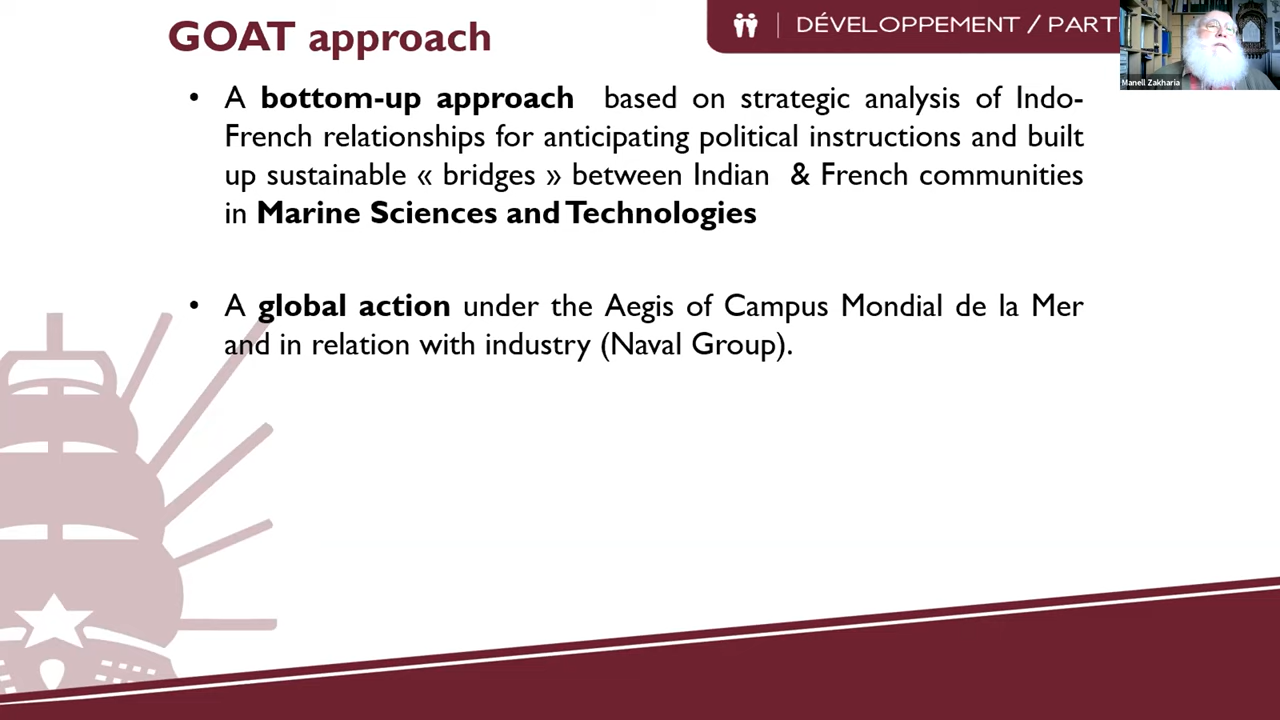 GOAT approach
DÉVELOPPEMENT / PART
Manell Zakharia
• A bottom-up approach based on strategic analysis of Indo-
French relationships for anticipating political instructions and built
up sustainable « bridges » between Indian & French communities
in Marine Sciences and Technologies
• A global action under the Aegis of Campus Mondial de la Mer
and in relation with industry (Naval Group).